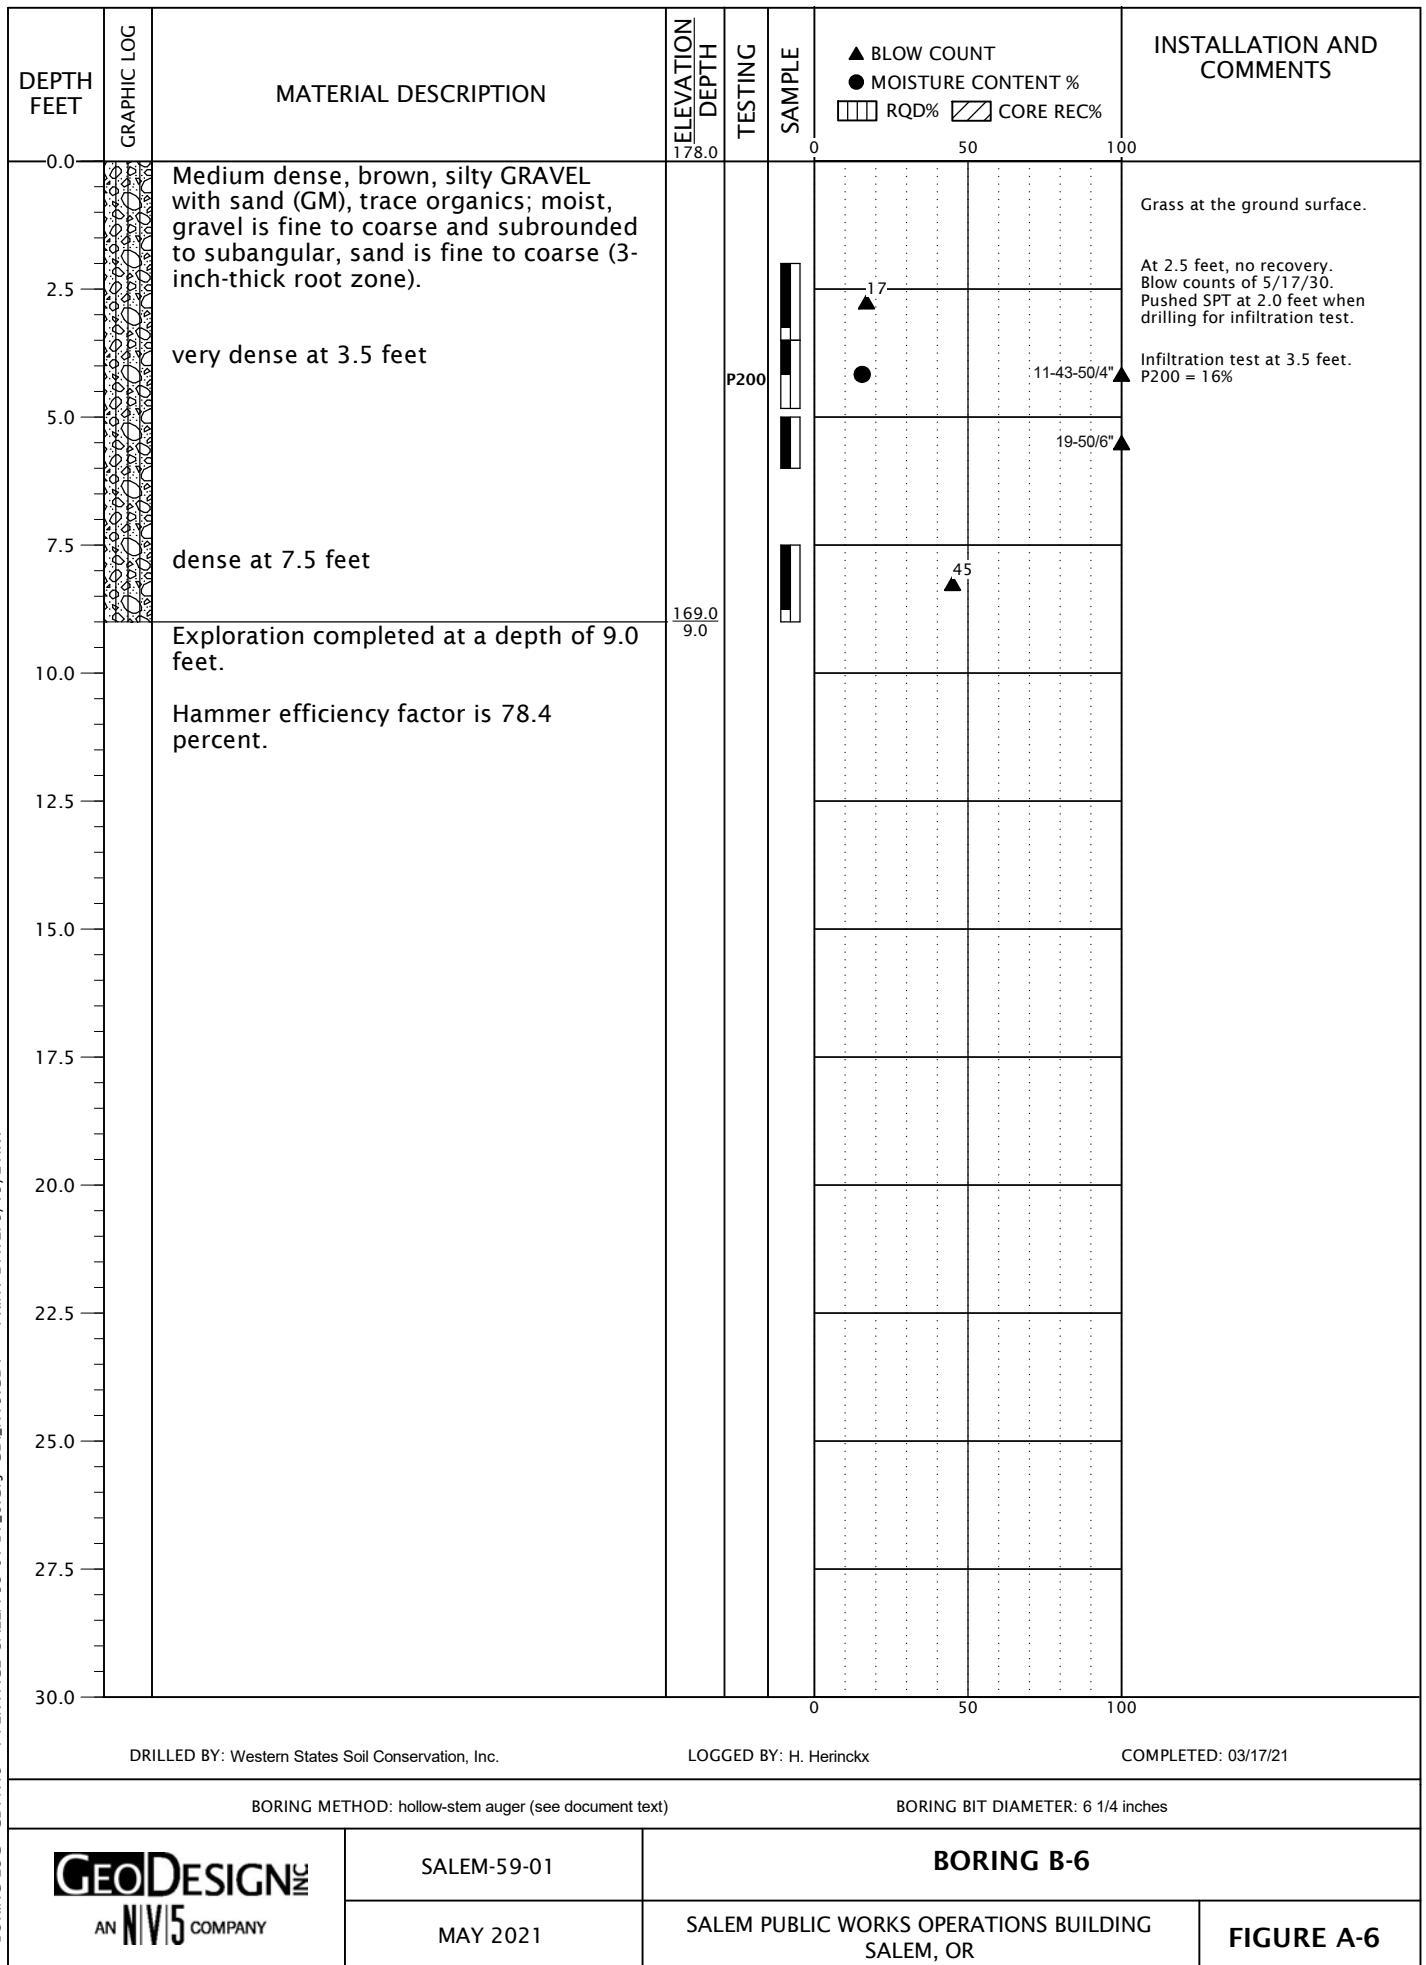 DEPTH
FEET
GRAPHIC LOG
MATERIAL DESCRIPTION
ELEVATION
DEPTH
TESTING
SAMPLE
▲ BLOW COUNT
● MOISTURE CONTENT %
RQD% CORE REC%
INSTALLATION AND
COMMENTS
178.0
0 50 100
0.0
Medium dense, brown, silty GRAVEL
with sand (GM), trace organics; moist,
gravel is fine to coarse and subrounded
to subangular, sand is fine to coarse (3-
inch-thick root zone).
Grass at the ground surface.
At 2.5 feet, no recovery.
Blow counts of 5/17/30.
Pushed SPT at 2.0 feet when
drilling for infiltration test.
2.5
17
very dense at 3.5 feet
P200
11-43-50/4"
Infiltration test at 3.5 feet.
P200 = 16%
5.0
19-50/6"
7.5
dense at 7.5 feet
45
169.0
9.0
Exploration completed at a depth of 9.0
feet.
10.0
Hammer efficiency factor is 78.4
percent.
12.5
15.0
17.5
20.0
22.5
25.0
27.5
30.0
0 50 100
DRILLED BY: Western States Soil Conservation, Inc.
LOGGED BY: H. Herinckx
COMPLETED: 03/17/21
BORING METHOD: hollow-stem auger (see document text)
BORING BIT DIAMETER: 6 1/4 inches
GEODESIGN INC
AN NV5 COMPANY
SALEM-59-01
MAY 2021
BORING B-6
SALEM PUBLIC WORKS OPERATIONS BUILDING
SALEM, OR
FIGURE A-6